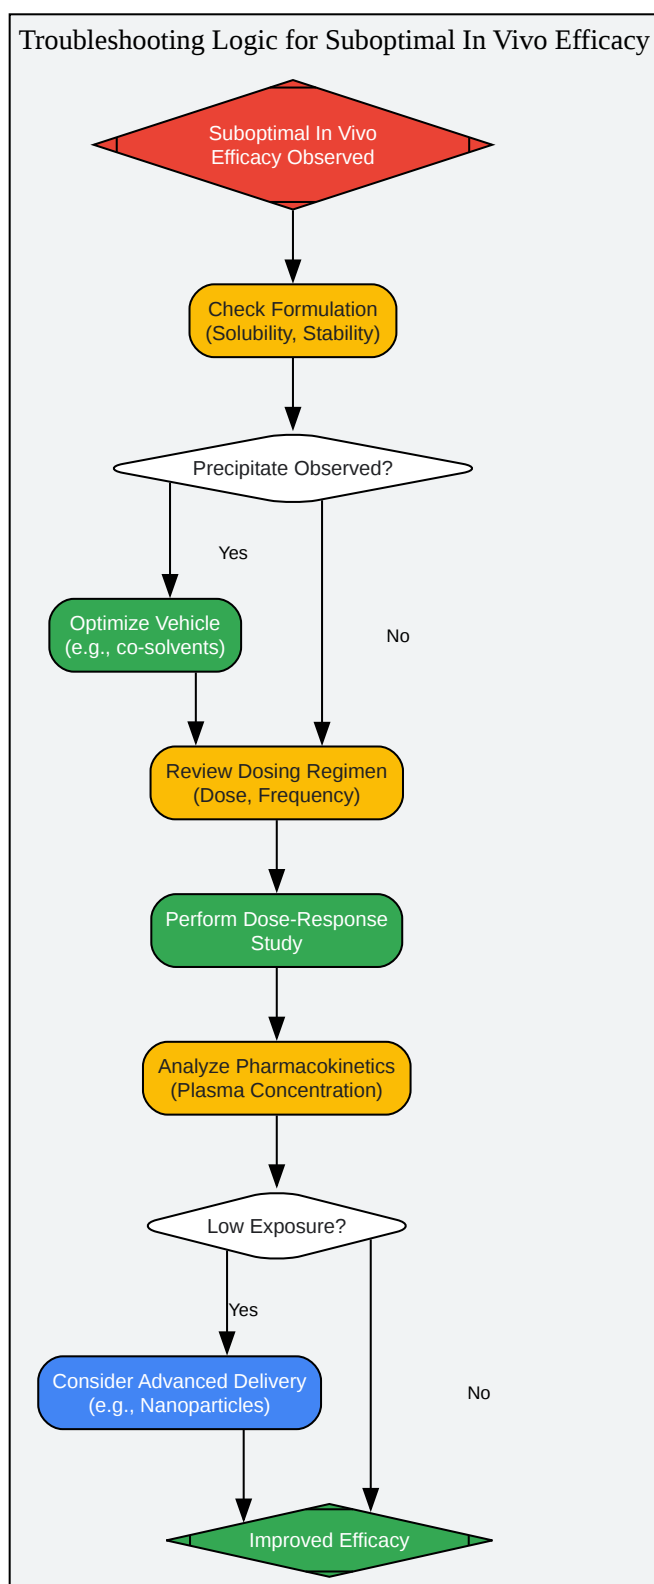 Troubleshooting Logic for Suboptimal In Vivo Efficacy
Suboptimal In Vivo
Efficacy Observed
Check Formulation
(Solubility, Stability)
Precipitate Observed?
Yes
Optimize Vehicle
(e.g., co-solvents)
No
Review Dosing Regimen
(Dose, Frequency)
Perform Dose-Response
Study
Analyze Pharmacokinetics
(Plasma Concentration)
Low Exposure?
Yes
Consider Advanced Delivery
(e.g., Nanoparticles)
No
Improved Efficacy